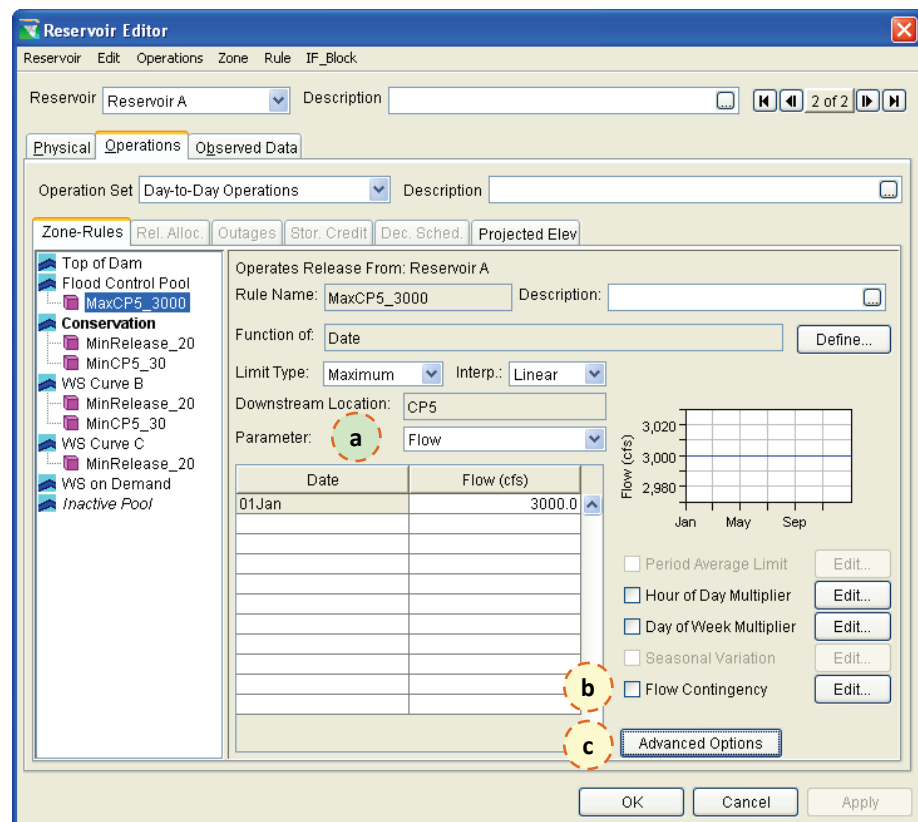 Reservoir Editor
Reservoir Edit Operations Zone Rule IF_Block
Reservoir Reservoir A Description ... 2 of 2
Physical Operations Observed Data
Operation Set Day-to-Day Operations Description ...
Zone-Rules Rel. Alloc. Outages Stor. Credit Dec. Sched. Projected Elev
Top of Dam
Flood Control Pool
MaxCP5_3000
Conservation
MinRelease_20
MinCP5_30
WS Curve B
MinRelease_20
MinCP5_30
WS Curve C
MinRelease_20
WS on Demand
Inactive Pool
Operates Release From: Reservoir A
Rule Name: MaxCP5_3000 Description: ...
Function of: Date Define...
Limit Type: Maximum Interp.: Linear
Downstream Location: CP5
Parameter: a Flow
Date Flow (cfs)
01Jan 3000.0
Flow (cfs)
3,020
3,000
2,980
Jan May Sep
Period Average Limit Edit...
Hour of Day Multiplier Edit...
Day of Week Multiplier Edit...
Seasonal Variation Edit...
b Flow Contingency Edit...
c Advanced Options
OK Cancel Apply